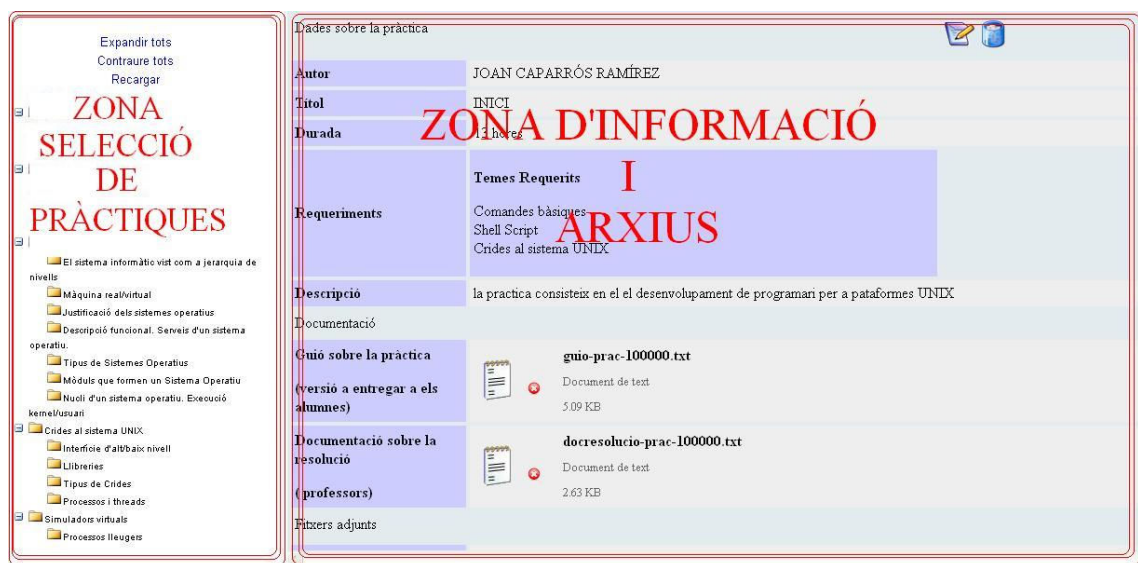 Expandir tots
Contraure tots
Recargar
ZONA
SELECCIÓ
DE
PRÀCTIQUES
El sistema informàtic vist com a jerarquia de
nivells
Màquina real/virtual
Justificació dels sistemes operatius
Descripció funcional. Serveis d'un sistema
operatiu.
Tipus de Sistemes Operatius
Mòduls que formen un Sistema Operatiu
Nucli d'un sistema operatiu. Execució
kernel/usuari
Crides al sistema UNIX
Interfície d'alt/baix nivell
Llibreries
Tipus de Crides
Processos i threads
Simuladors virtuals
Processos lleugers
Dades sobre la pràctica
Autor JOAN CAPARRÓS RAMÍREZ
Títol INICI
Durada 13 hores
ZONA D'INFORMACIÓ
I
ARXIUS
Requeriments
Temes Requerits
Comandes bàsiques
Shell Script
Crides al sistema UNIX
Descripció la practica consisteix en el el desenvolupament de programari per a pataformes UNIX
Documentació
Guió sobre la pràctica
(versió a entregar a els
alumnes)
guio-prac-100000.txt
Document de text
5.09 KB
Documentació sobre la
resolució
( professors)
docresolucio-prac-100000.txt
Document de text
2.63 KB
Fitxers adjunts